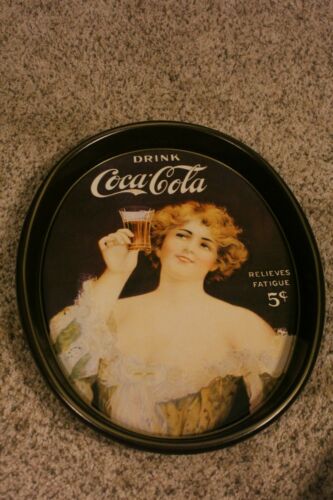 DRINK
Coca-Cola
RELIEVES
FATIGUE
5¢